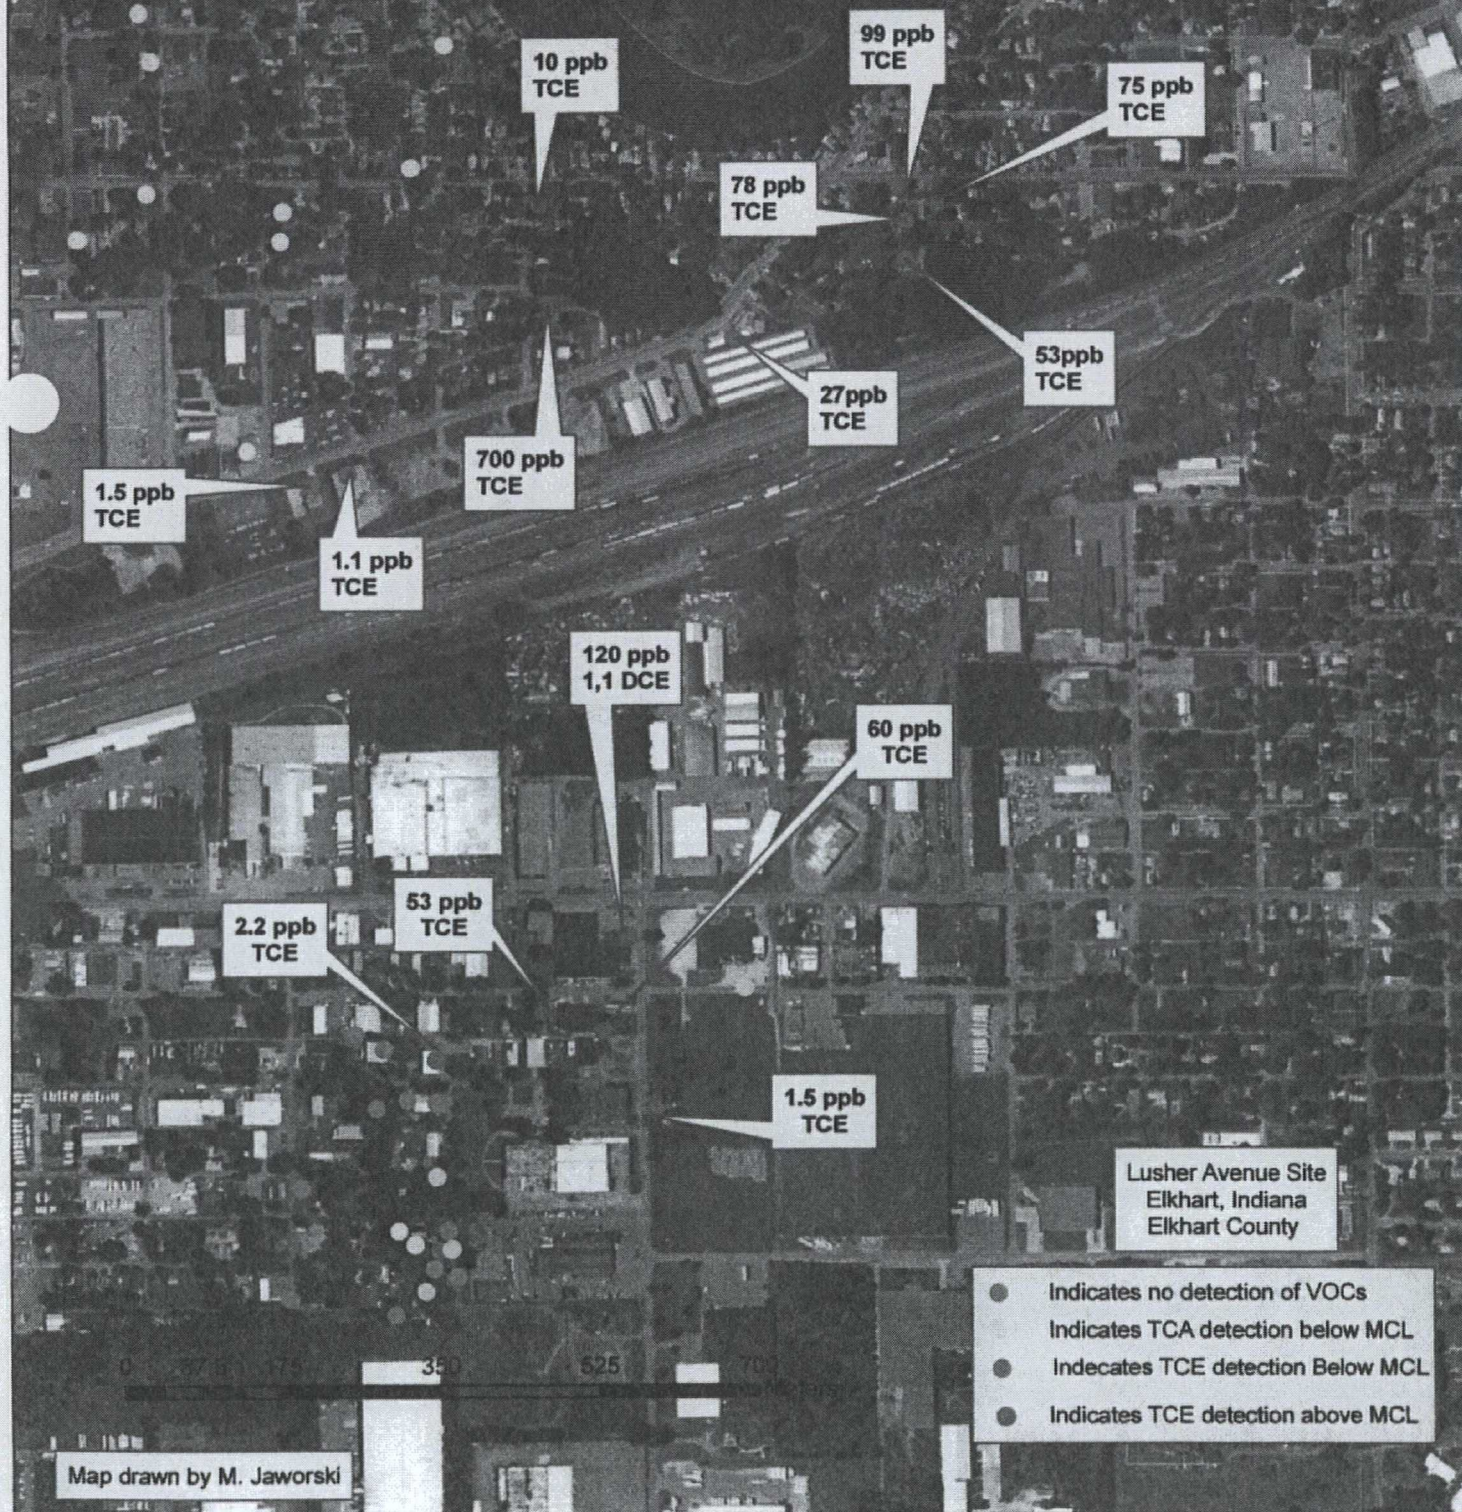 99 ppb
TCE
10 ppb
TCE
75 ppb
TCE
78 ppb
TCE
53ppb
TCE
27ppb
TCE
700 ppb
TCE
1.5 ppb
TCE
1.1 ppb
TCE
120 ppb
1,1 DCE
60 ppb
TCE
53 ppb
TCE
2.2 ppb
TCE
1.5 ppb
TCE
Lusher Avenue Site
Elkhart, Indiana
Elkhart County
Indicates no detection of VOCs
Indicates TCA detection below MCL
Indecates TCE detection Below MCL
Indicates TCE detection above MCL
0 87.5 175 350 525 700
Meters
Map drawn by M. Jaworski